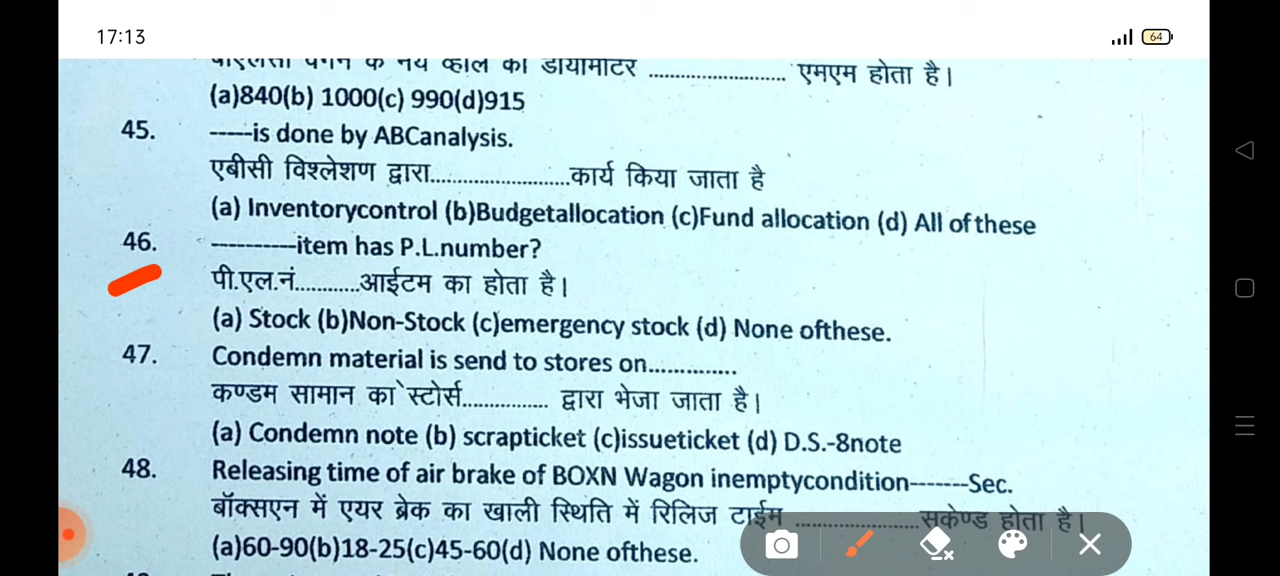 17:13
64
के नये व्हील का डायामीटर .......................... एमएम होता है।
(a)840(b) 1000(c) 990(d)915
45. -----is done by ABCanalysis.
एबीसी विश्लेशण द्वारा..........................कार्य किया जाता है
(a) Inventorycontrol (b)Budgetallocation (c)Fund allocation (d) All of these
46. ----------item has P.L.number?
पी.एल.नं...........आईटम का होता है।
(a) Stock (b)Non-Stock (c)emergency stock (d) None ofthese.
47. Condemn material is send to stores on..............
कण्डम सामान का स्टोर्स................ द्वारा भेजा जाता है।
(a) Condemn note (b) scrapticket (c)issueticket (d) D.S.-8note
48. Releasing time of air brake of BOXN Wagon inemptycondition-------Sec.
बॉक्सएन में एयर ब्रेक का खाली स्थिति में रिलिज टाईम .......................सकेण्ड होता है।
(a)60-90(b)18-25(c)45-60(d) None ofthese.